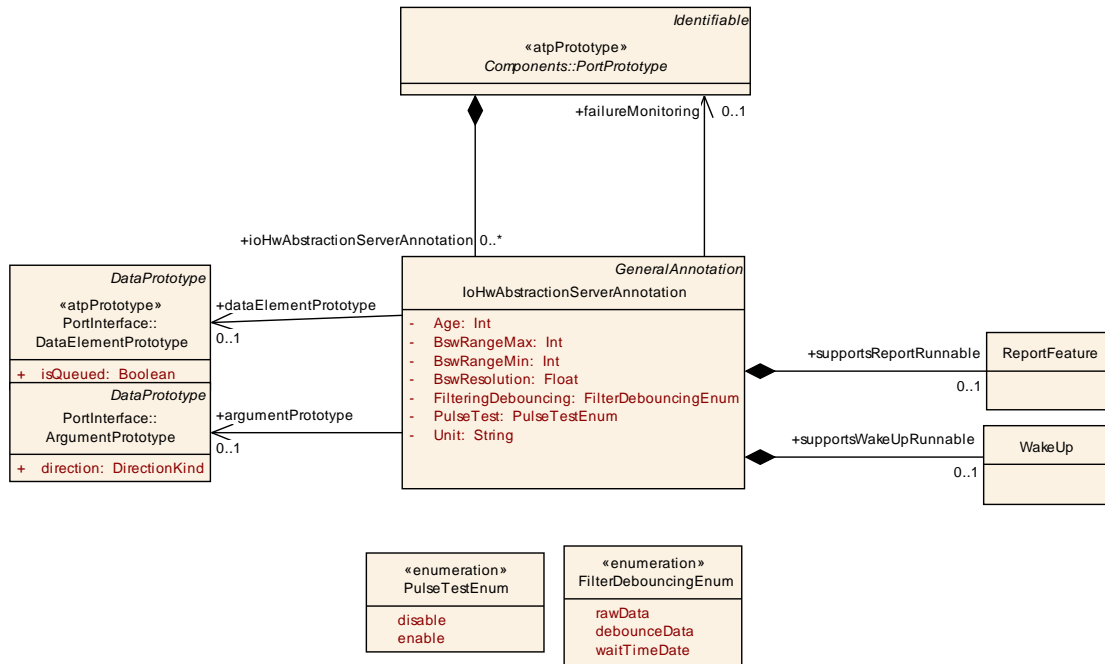 Identifiable
«atpPrototype»
Components::PortPrototype
+failureMonitoring 0..1
+ioHwAbstractionServerAnnotation 0..*
DataPrototype
«atpPrototype»
PortInterface::
DataElementPrototype
+ isQueued: Boolean
+dataElementPrototype
0..1
DataPrototype
PortInterface::
ArgumentPrototype
+ direction: DirectionKind
+argumentPrototype
0..1
GeneralAnnotation
IoHwAbstractionServerAnnotation
- Age: Int
- BswRangeMax: Int
- BswRangeMin: Int
- BswResolution: Float
- FilteringDebouncing: FilterDebouncingEnum
- PulseTest: PulseTestEnum
- Unit: String
+supportsReportRunnable
0..1
ReportFeature
+supportsWakeUpRunnable
0..1
WakeUp
«enumeration»
PulseTestEnum
disable
enable
«enumeration»
FilterDebouncingEnum
rawData
debounceData
waitTimeDate